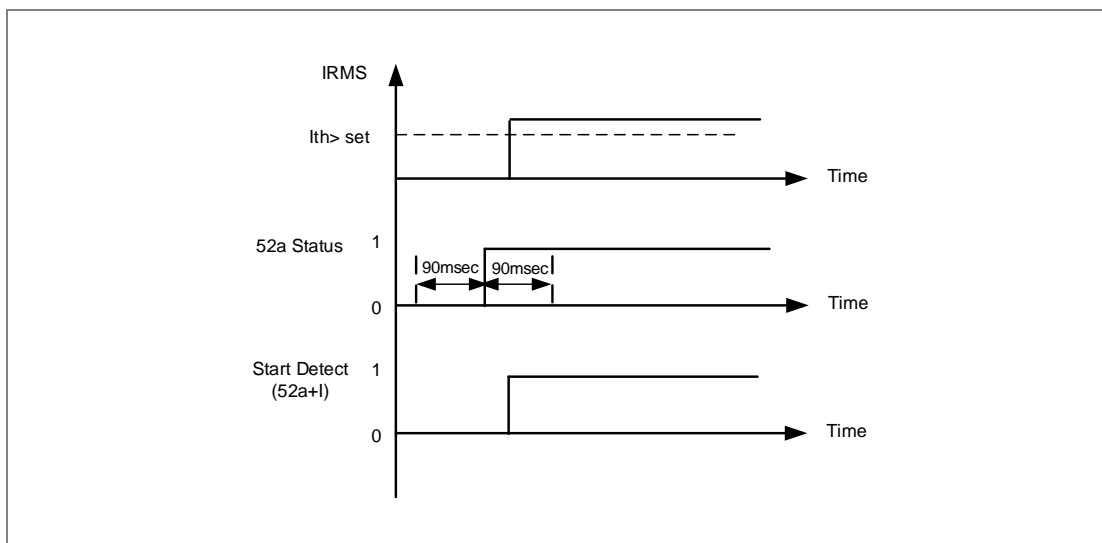 IRMS
Ith> set
Time
52a Status
1
90msec
90msec
0
Time
Start Detect
(52a+I)
1
0
Time